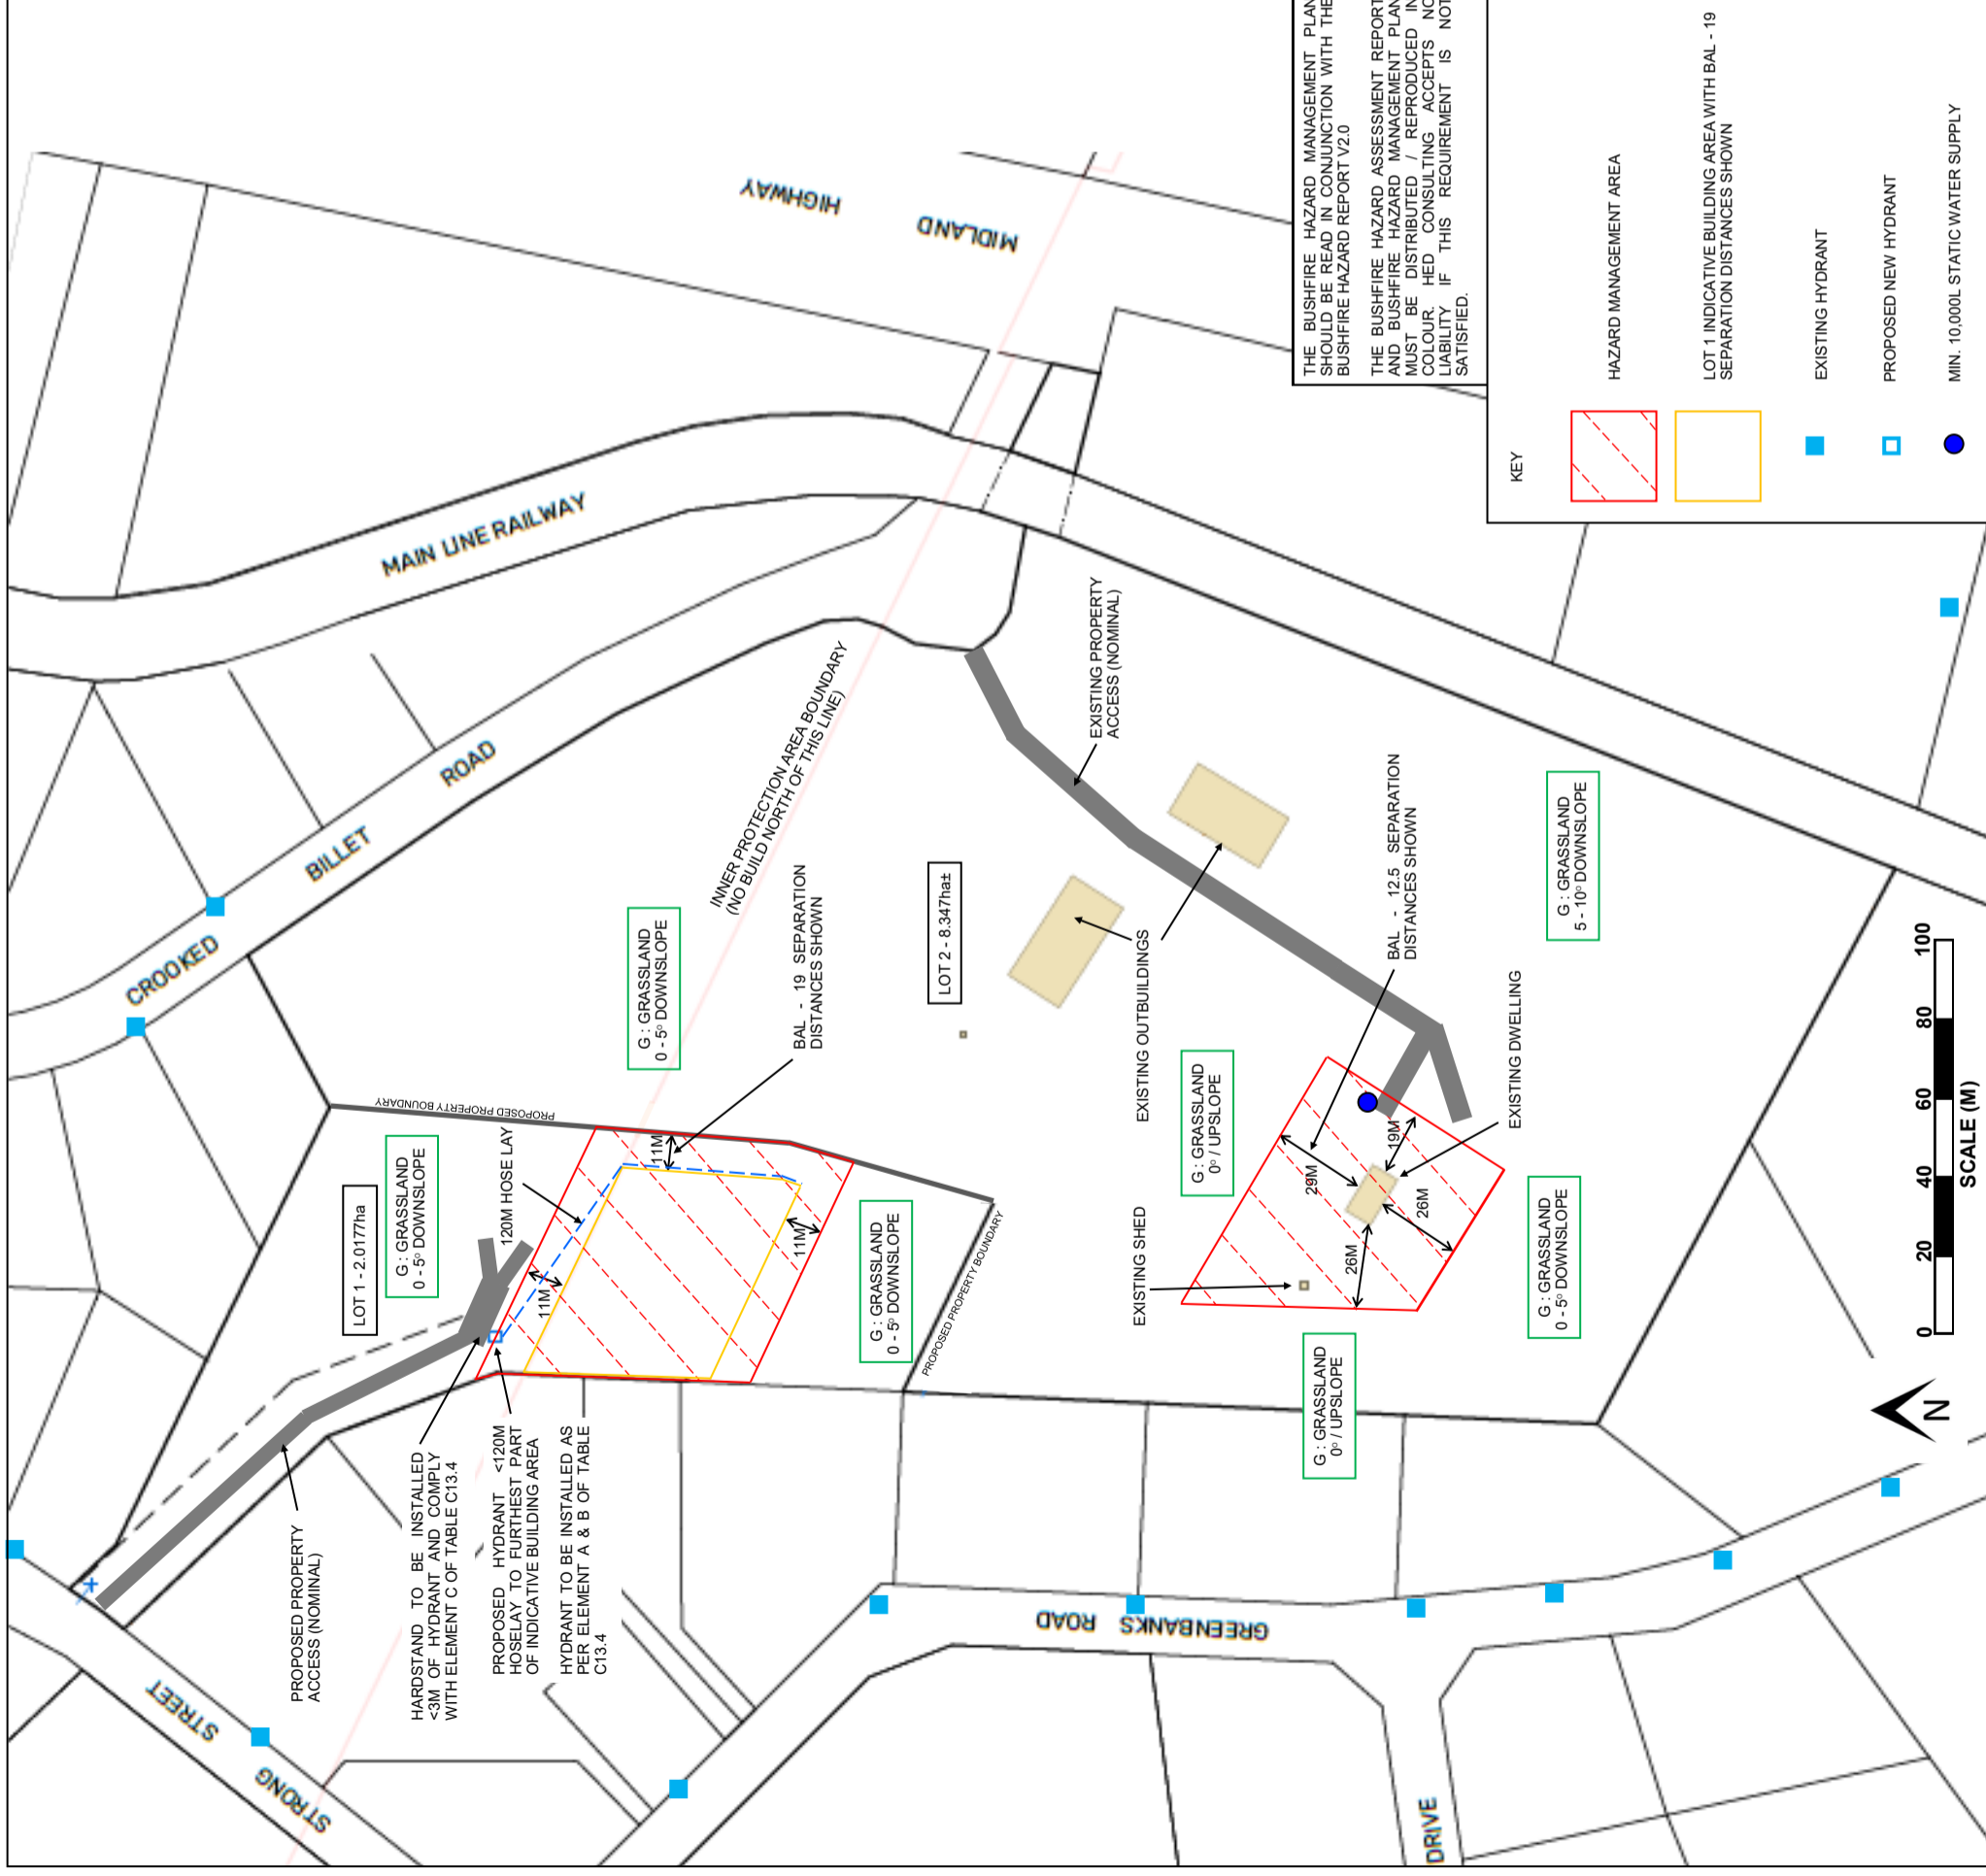 STRONG
STREET
CROOKED
BILLET
ROAD
MAIN LINE RAILWAY
MIDLAND
HIGHWAY
GREENBANKS
ROAD
DRIVE
PROPOSED PROPERTY
ACCESS (NOMINAL)
HARDSTAND TO BE INSTALLED
<3M OF HYDRANT AND COMPLY
WITH ELEMENT C OF TABLE C13.4
PROPOSED HYDRANT <120M
HOSELAY TO FURTHEST PART
OF INDICATIVE BUILDING AREA
HYDRANT TO BE INSTALLED AS
PER ELEMENT A & B OF TABLE
C13.4
LOT 1 - 2.0177ha
G : GRASSLAND
0 - 5º DOWNSLOPE
120M HOSE LAY
PROPOSED PROPERTY BOUNDARY
11M
11M
11M
G : GRASSLAND
0 - 5º DOWNSLOPE
BAL - 19 SEPARATION
DISTANCES SHOWN
INNER PROTECTION AREA BOUNDARY
(NO BUILD NORTH OF THIS LINE)
G : GRASSLAND
0 - 5º DOWNSLOPE
PROPOSED PROPERTY BOUNDARY
LOT 2 - 8.347ha±
EXISTING PROPERTY
ACCESS (NOMINAL)
EXISTING OUTBUILDINGS
EXISTING SHED
G : GRASSLAND
0º / UPSLOPE
29M
19M
26M
26M
BAL - 12.5 SEPARATION
DISTANCES SHOWN
EXISTING DWELLING
G : GRASSLAND
0º / UPSLOPE
G : GRASSLAND
0 - 5º DOWNSLOPE
G : GRASSLAND
5 - 10º DOWNSLOPE
THE BUSHFIRE HAZARD MANAGEMENT PLAN
SHOULD BE READ IN CONJUNCTION WITH THE
BUSHFIRE HAZARD REPORT V2.0
THE BUSHFIRE HAZARD ASSESSMENT REPORT
AND BUSHFIRE HAZARD MANAGEMENT PLAN
MUST BE DISTRIBUTED / REPRODUCED IN
COLOUR. HED CONSULTING ACCEPTS NO
LIABILITY IF THIS REQUIREMENT IS NOT
SATISFIED.
KEY
HAZARD MANAGEMENT AREA
LOT 1 INDICATIVE BUILDING AREA WITH BAL - 19
SEPARATION DISTANCES SHOWN
EXISTING HYDRANT
PROPOSED NEW HYDRANT
MIN. 10,000L STATIC WATER SUPPLY
N
0 20 40 60 80 100
SCALE (M)